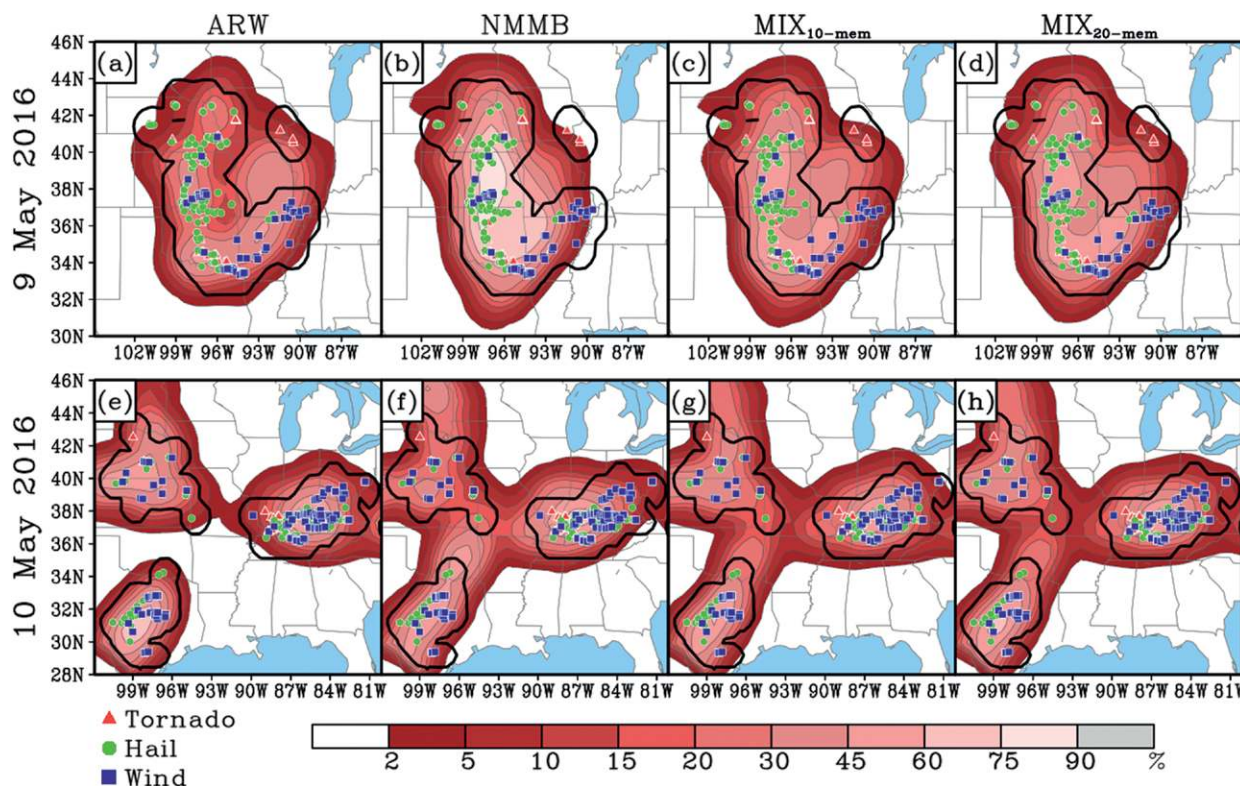 ARW NMMB MIX10-mem MIX20-mem
9 May 2016
46N
44N
42N
40N
38N
36N
34N
32N
30N
(a) (b) (c) (d)
102W 99W 96W 93W 90W 87W 102W 99W 96W 93W 90W 87W 102W 99W 96W 93W 90W 87W 102W 99W 96W 93W 90W 87W
10 May 2016
46N
44N
42N
40N
38N
36N
34N
32N
30N
28N
(e) (f) (g) (h)
99W 96W 93W 90W 87W 84W 81W 99W 96W 93W 90W 87W 84W 81W 99W 96W 93W 90W 87W 84W 81W 99W 96W 93W 90W 87W 84W 81W
Tornado
Hail
Wind
2 5 10 15 20 30 45 60 75 90 %